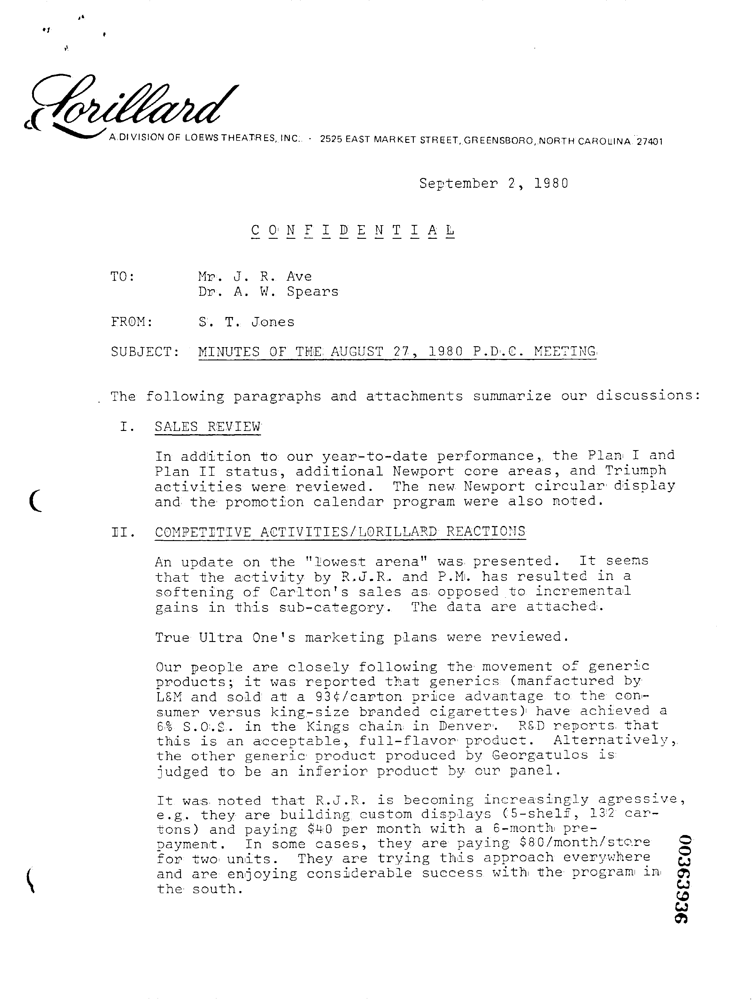 Lorillard
A DIVISION OF LOEWS THEATRES, INC. · 2525 EAST MARKET STREET, GREENSBORO, NORTH CAROLINA 27401
September 2, 1980
C O N F I D E N T I A L
TO: Mr. J. R. Ave
Dr. A. W. Spears
FROM: S. T. Jones
SUBJECT: MINUTES OF THE AUGUST 27, 1980 P.D.C. MEETING
The following paragraphs and attachments summarize our discussions:
I. SALES REVIEW
In addition to our year-to-date performance, the Plan I and
Plan II status, additional Newport core areas, and Triumph
activities were reviewed. The new Newport circular display
and the promotion calendar program were also noted.
II. COMPETITIVE ACTIVITIES/LORILLARD REACTIONS
An update on the "lowest arena" was presented. It seems
that the activity by R.J.R. and P.M. has resulted in a
softening of Carlton's sales as opposed to incremental
gains in this sub-category. The data are attached.
True Ultra One's marketing plans were reviewed.
Our people are closely following the movement of generic
products; it was reported that generics (manfactured by
L&M and sold at a 93¢/carton price advantage to the con-
sumer versus king-size branded cigarettes) have achieved a
6% S.O.S. in the Kings chain in Denver. R&D reports that
this is an acceptable, full-flavor product. Alternatively,
the other generic product produced by Georgatulos is
judged to be an inferior product by our panel.
It was noted that R.J.R. is becoming increasingly agressive,
e.g. they are building custom displays (5-shelf, 132 car-
tons) and paying $40 per month with a 6-month pre-
payment. In some cases, they are paying $80/month/store
for two units. They are trying this approach everywhere
and are enjoying considerable success with the program in
the south.
00363936